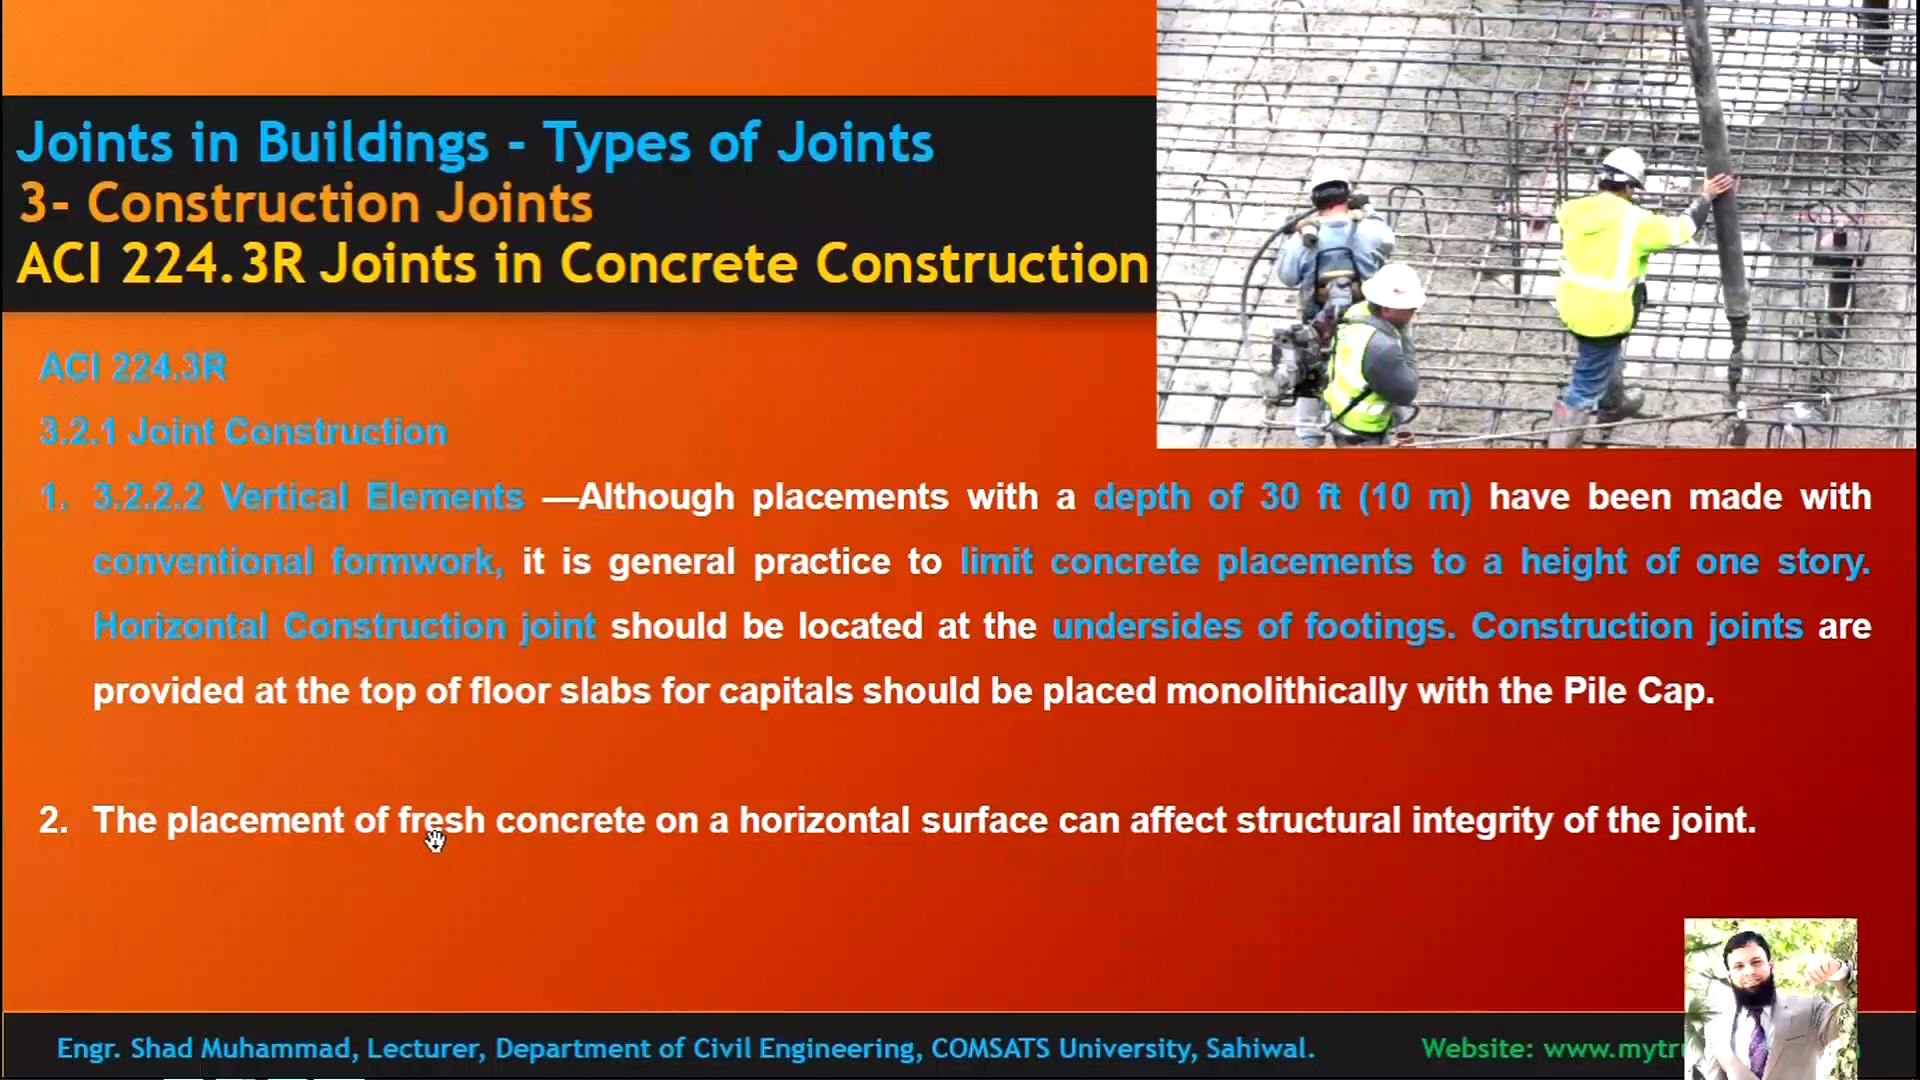 Joints in Buildings - Types of Joints
3- Construction Joints
ACI 224.3R Joints in Concrete Construction
ACI 224.3R
3.2.1 Joint Construction
1. 3.2.2.2 Vertical Elements —Although placements with a depth of 30 ft (10 m) have been made with
conventional formwork, it is general practice to limit concrete placements to a height of one story.
Horizontal Construction joint should be located at the undersides of footings. Construction joints are
provided at the top of floor slabs for capitals should be placed monolithically with the Pile Cap.
2. The placement of fresh concrete on a horizontal surface can affect structural integrity of the joint.
Engr. Shad Muhammad, Lecturer, Department of Civil Engineering, COMSATS University, Sahiwal.
Website: